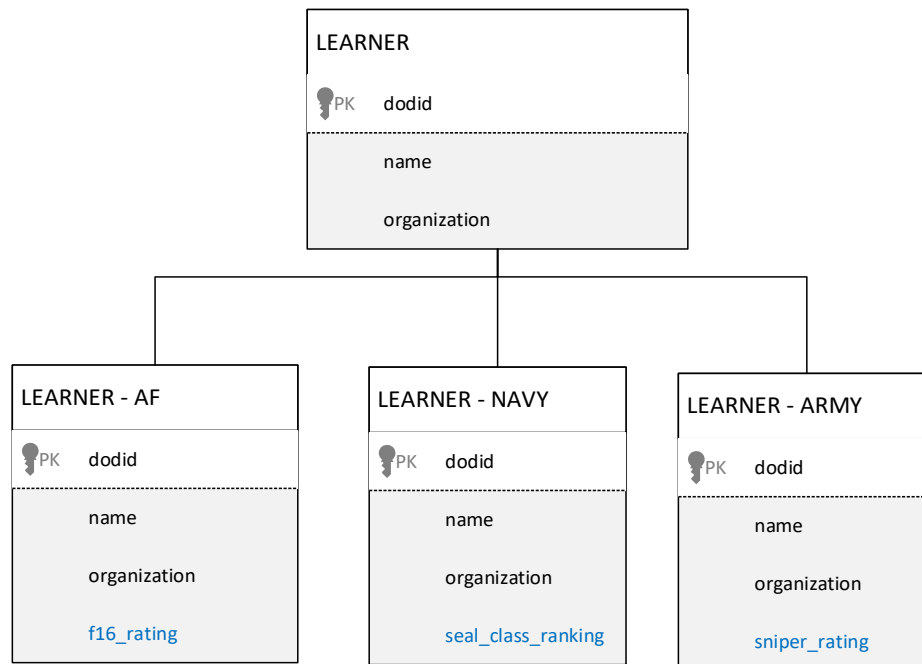 LEARNER
PK dodid
name
organization
LEARNER - AF
PK dodid
name
organization
f16_rating
LEARNER - NAVY
PK dodid
name
organization
seal_class_ranking
LEARNER - ARMY
PK dodid
name
organization
sniper_rating